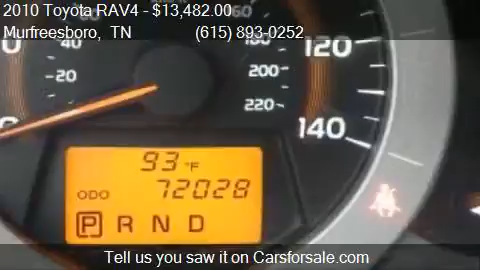 2010 Toyota RAV4 - $13,482.00
Murfreesboro, TN (615) 893-0252
40
20
60
180
200
220
120
140
93 °F
ODO 72028
P R N D
Tell us you saw it on Carsforsale.com